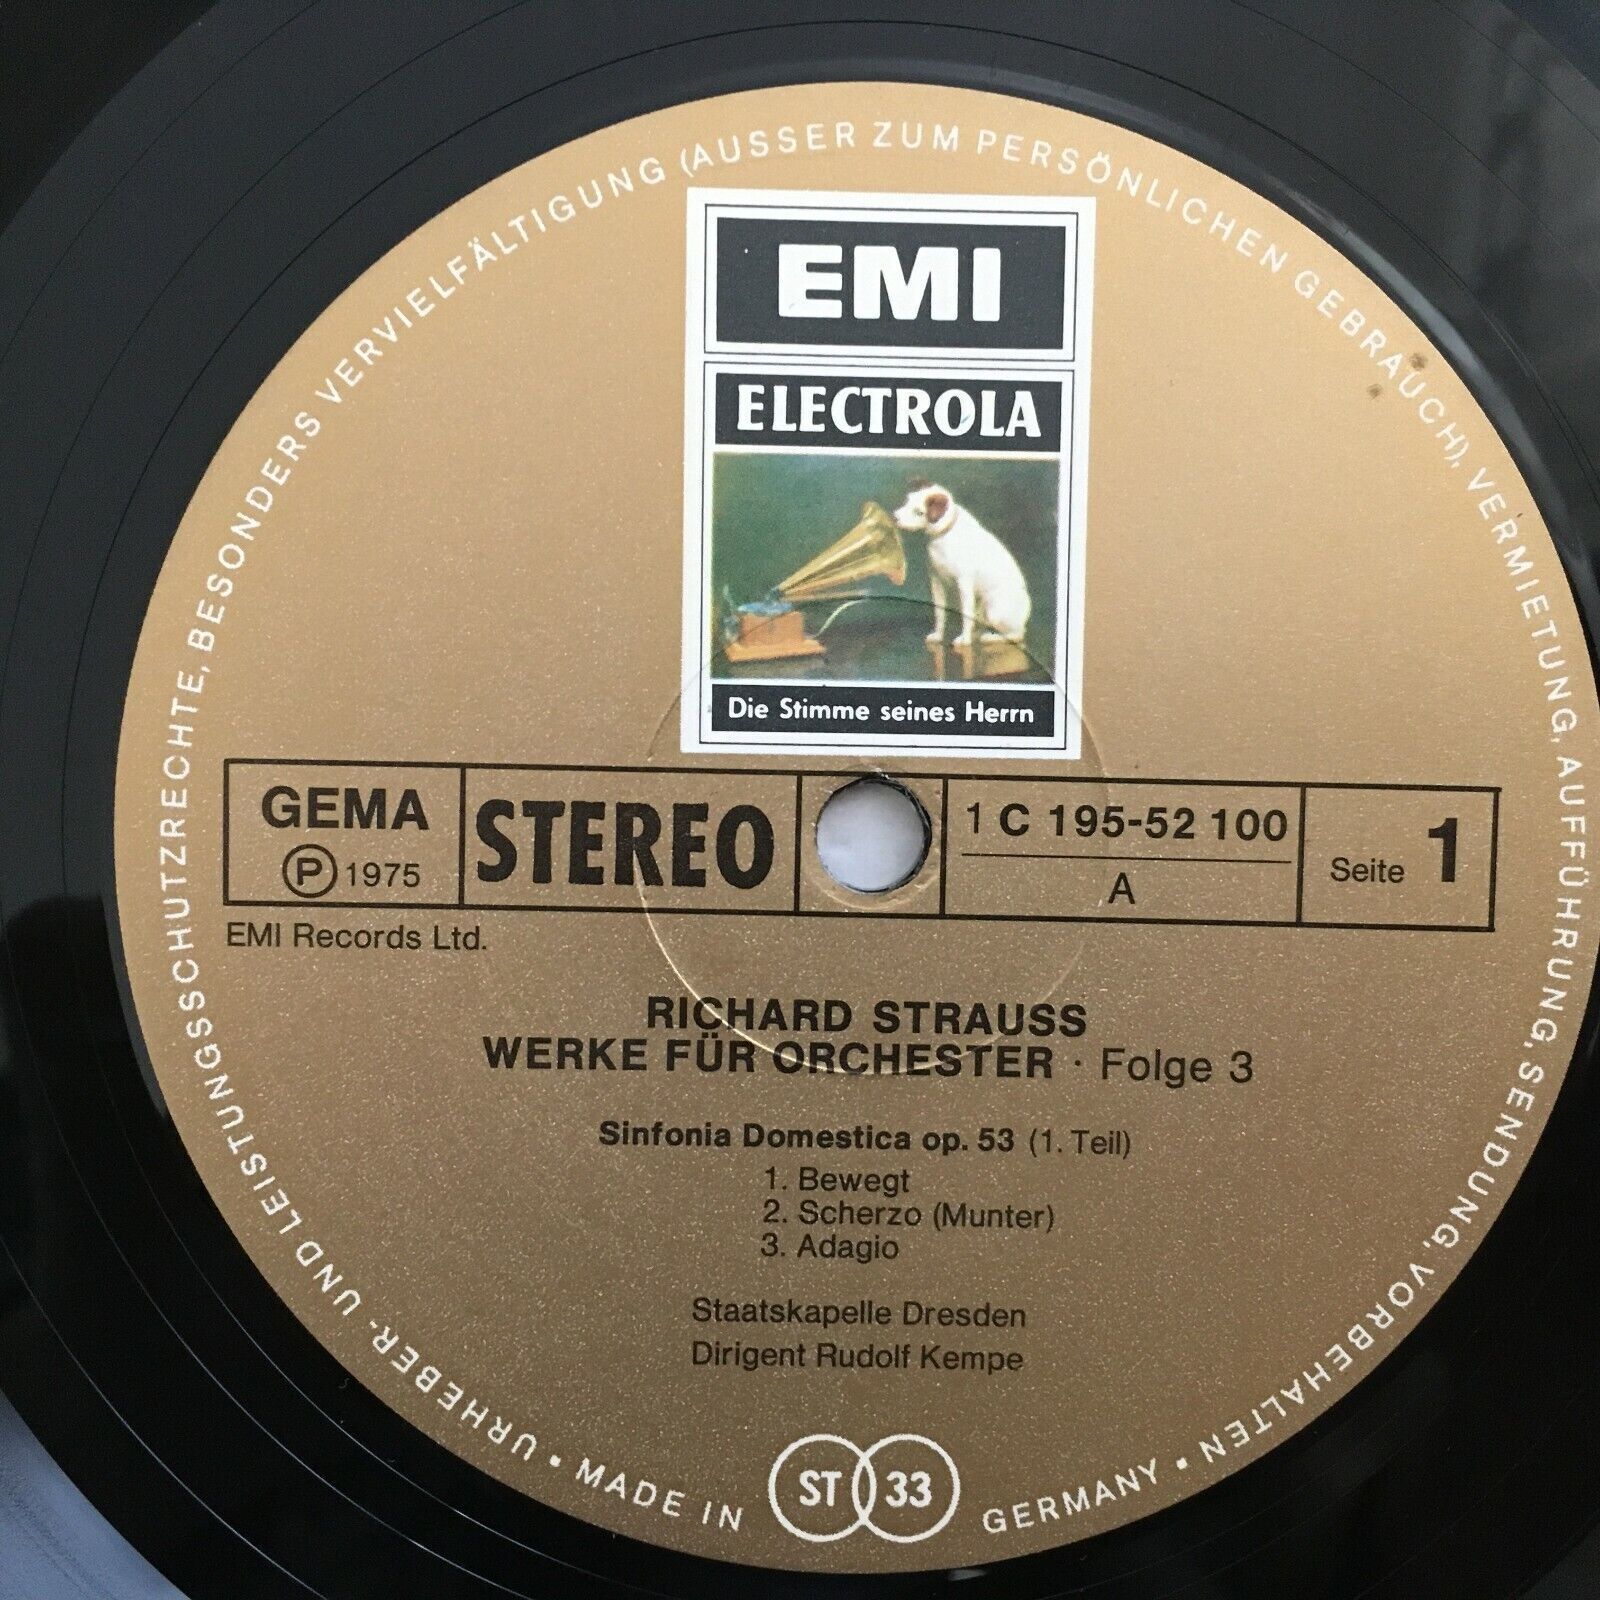 EMI
ELECTROLA
Die Stimme seines Herrn
GEMA
Ⓟ 1975
STEREO
1 C 195-52 100
A
Seite 1
EMI Records Ltd.
RICHARD STRAUSS
WERKE FÜR ORCHESTER · Folge 3
Sinfonia Domestica op. 53 (1. Teil)
1. Bewegt
2. Scherzo (Munter)
3. Adagio
Staatskapelle Dresden
Dirigent Rudolf Kempe
URHEBER- UND LEISTUNGSSCHUTZRECHTE, BESONDERS VERVIELFÄLTIGUNG (AUSSER ZUM PERSÖNLICHEN GEBRAUCH), VERMIETUNG, AUFFÜHRUNG, SENDUNG, VORBEHALTEN
• MADE IN ST 33 GERMANY •